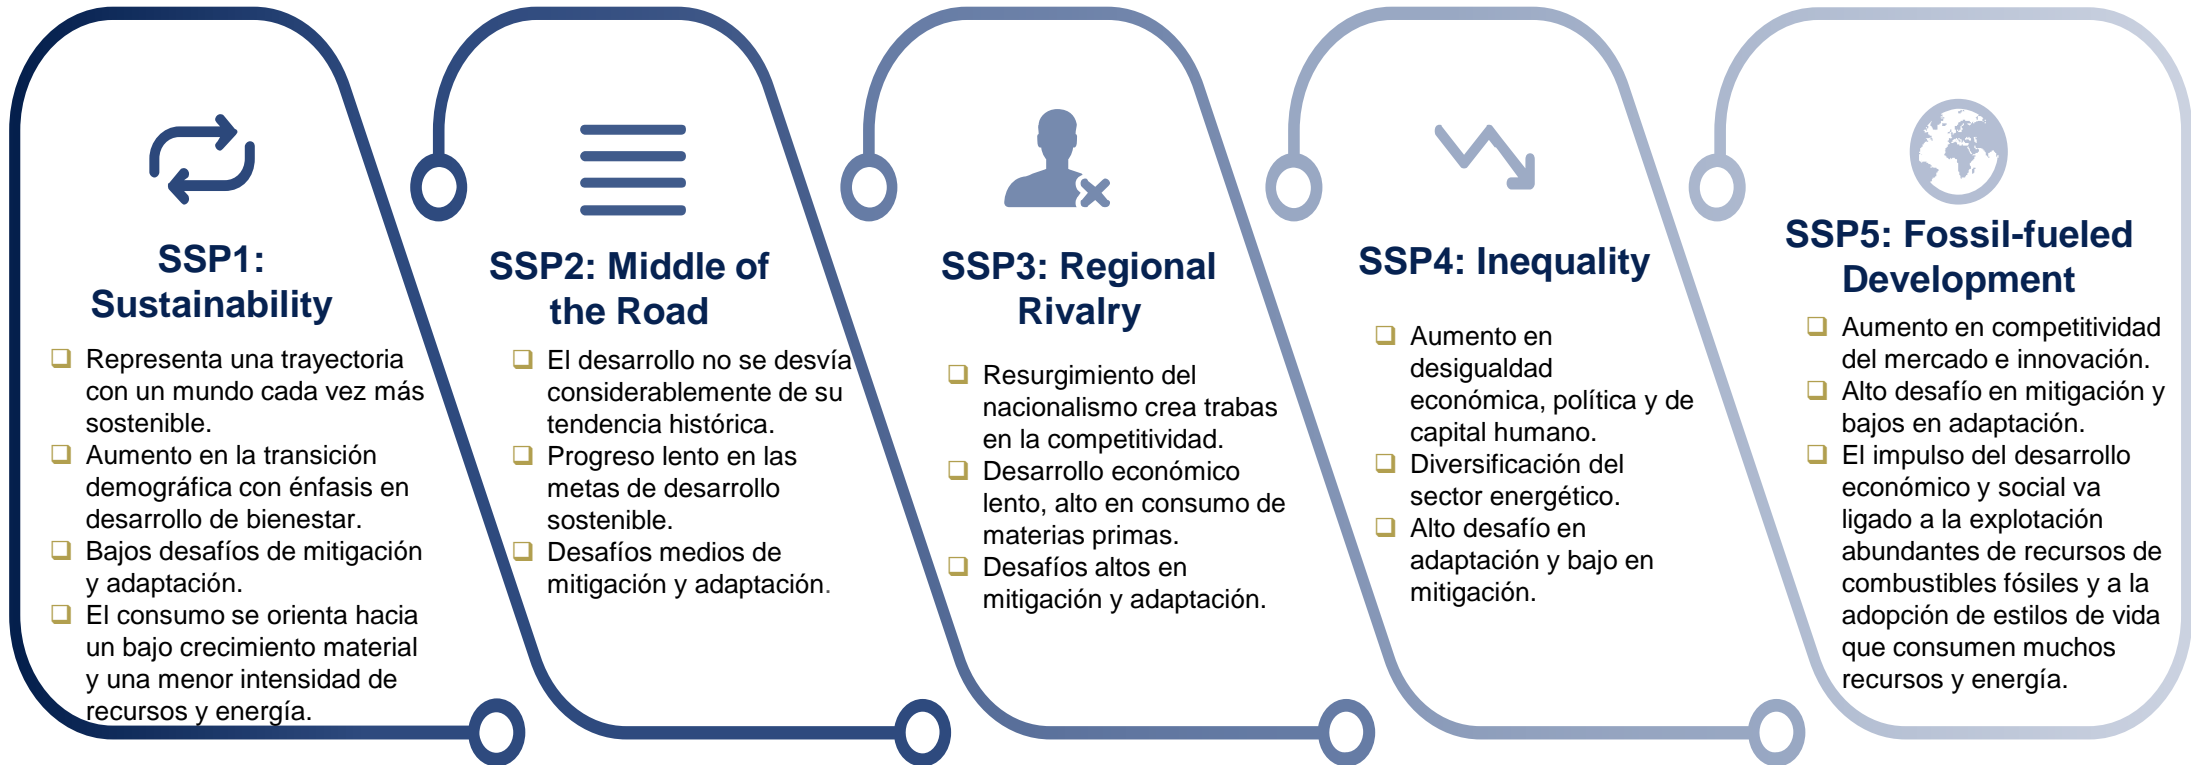 SSP1:
Sustainability
Representa una trayectoria
con un mundo cada vez más
sostenible.
Aumento en la transición
demográfica con énfasis en
desarrollo de bienestar.
Bajos desafíos de mitigación
y adaptación.
El consumo se orienta hacia
un bajo crecimiento material
y una menor intensidad de
recursos y energía.
SSP2: Middle of
the Road
El desarrollo no se desvía
considerablemente de su
tendencia histórica.
Progreso lento en las
metas de desarrollo
sostenible.
Desafíos medios de
mitigación y adaptación.
SSP3: Regional
Rivalry
Resurgimiento del
nacionalismo crea trabas
en la competitividad.
Desarrollo económico
lento, alto en consumo de
materias primas.
Desafíos altos en
mitigación y adaptación.
SSP4: Inequality
Aumento en
desigualdad
económica, política y de
capital humano.
Diversificación del
sector energético.
Alto desafío en
adaptación y bajo en
mitigación.
SSP5: Fossil-fueled
Development
Aumento en competitividad
del mercado e innovación.
Alto desafío en mitigación y
bajos en adaptación.
El impulso del desarrollo
económico y social va
ligado a la explotación
abundantes de recursos de
combustibles fósiles y a la
adopción de estilos de vida
que consumen muchos
recursos y energía.